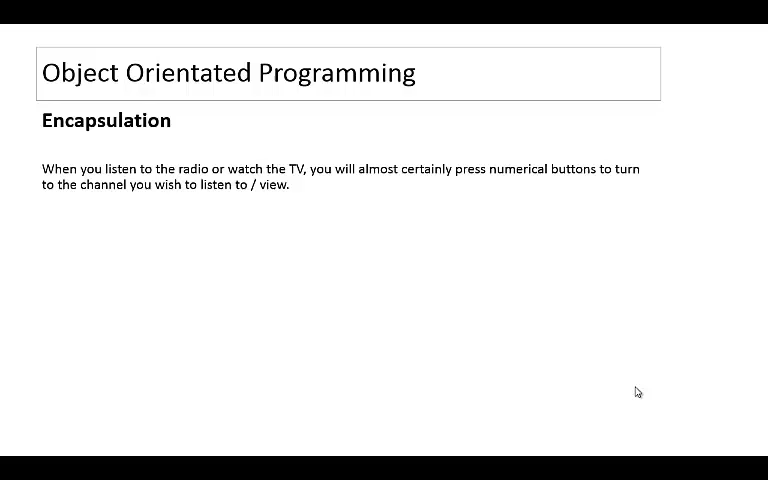 Object Orientated Programming
Encapsulation
When you listen to the radio or watch the TV, you will almost certainly press numerical buttons to turn
to the channel you wish to listen to / view.